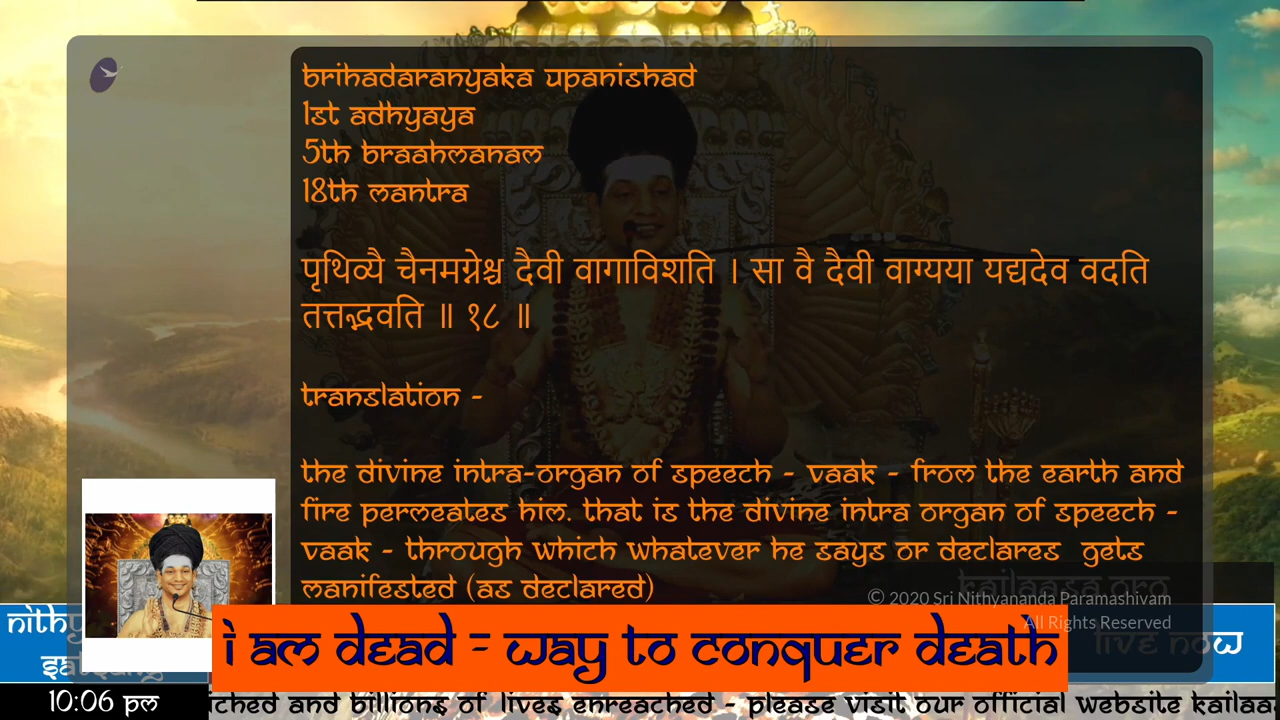 brihadaranyaka upanishad
1st adhyaya
5th braahmanam
18th mantra
पृथिव्यै चैनमग्नेश्च दैवी वागाविशति । सा वै दैवी वाग्यया यद्यदेव वदति
तत्तद्भवति ॥ १८ ॥
translation -
the divine intra-organ of speech - vaak - from the earth and
fire permeates him. that is the divine intra organ of speech -
vaak - through which whatever he says or declares gets
manifested (as declared)
kailaasa.org
© 2020 Sri Nithyananda Paramashivam
All Rights Reserved
nithy
satsang
i am dead - way to conquer death
live now
10:06 pm
ched and billions of lives enreached - please visit our official website kailaa